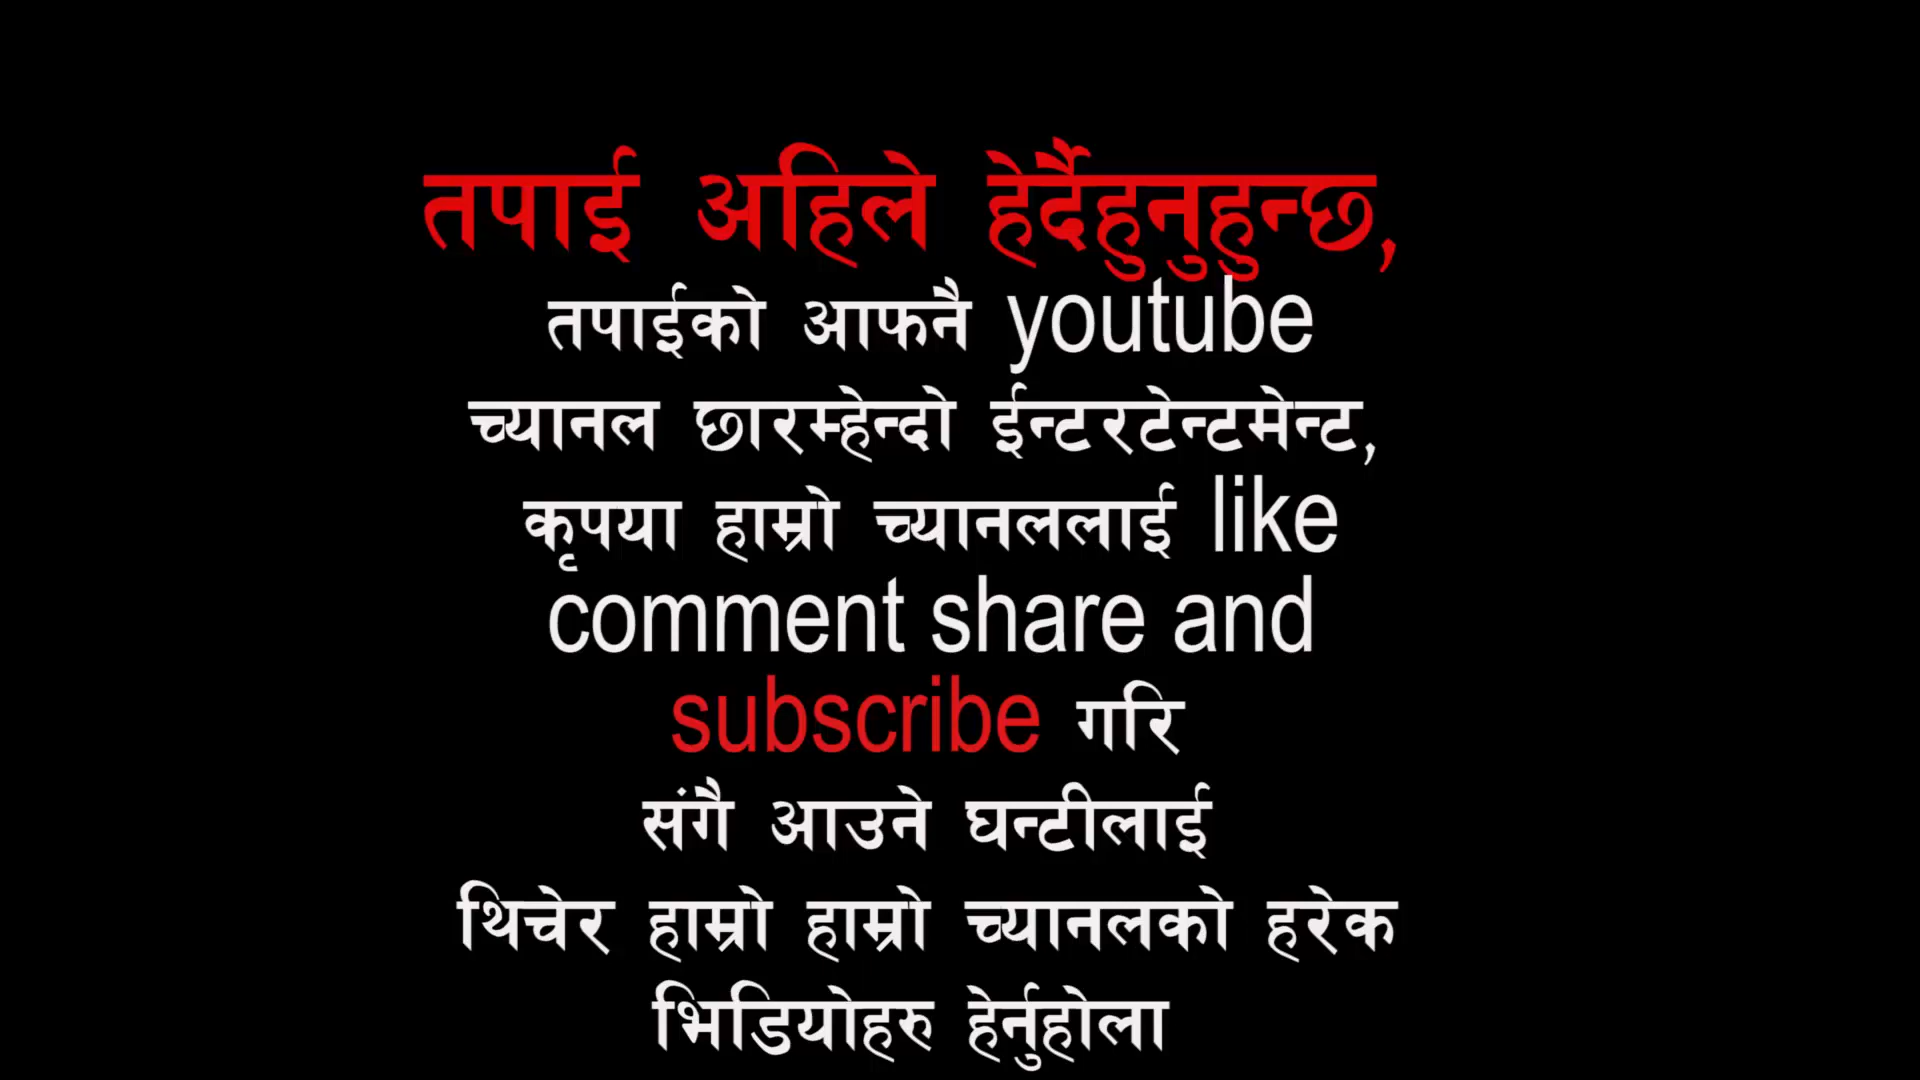 तपाई अहिले हेर्दैहुनुहुन्छ,
तपाईको आफनै youtube
च्यानल छारम्हेन्दो ईन्टरटेन्टमेन्ट,
कृपया हाम्रो च्यानललाई like
comment share and
subscribe गरि
संगै आउने घन्टीलाई
थिचेर हाम्रो हाम्रो च्यानलको हरेक
भिडियोहरु हेर्नुहोला